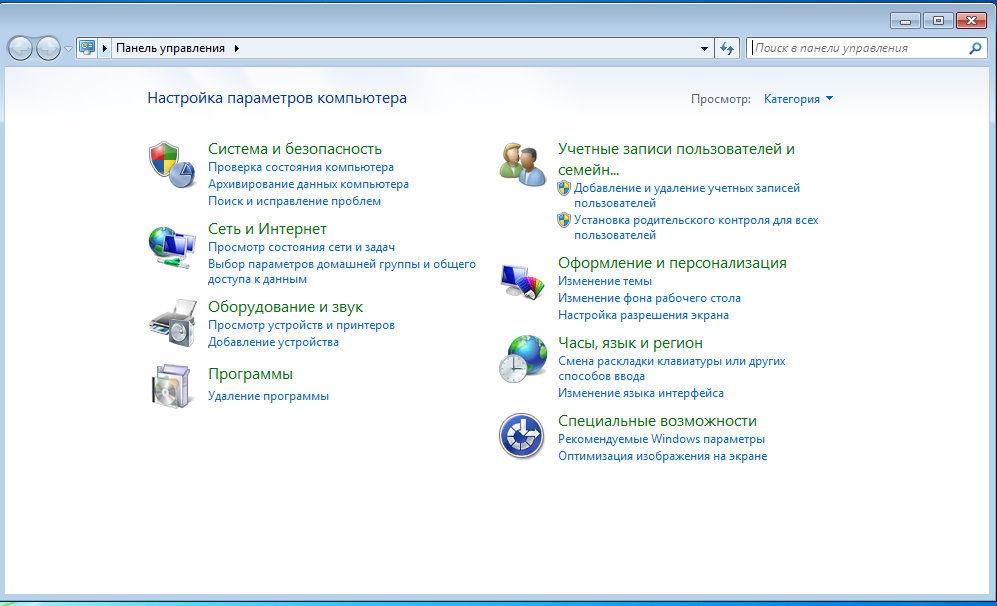 Панель управления
Поиск в панели управления
Настройка параметров компьютера
Просмотр: Категория
Система и безопасность
Проверка состояния компьютера
Архивирование данных компьютера
Поиск и исправление проблем
Сеть и Интернет
Просмотр состояния сети и задач
Выбор параметров домашней группы и общего
доступа к данным
Оборудование и звук
Просмотр устройств и принтеров
Добавление устройства
Программы
Удаление программы
Учетные записи пользователей и
семейн...
Добавление и удаление учетных записей
пользователей
Установка родительского контроля для всех
пользователей
Оформление и персонализация
Изменение темы
Изменение фона рабочего стола
Настройка разрешения экрана
Часы, язык и регион
Смена раскладки клавиатуры или других
способов ввода
Изменение языка интерфейса
Специальные возможности
Рекомендуемые Windows параметры
Оптимизация изображения на экране